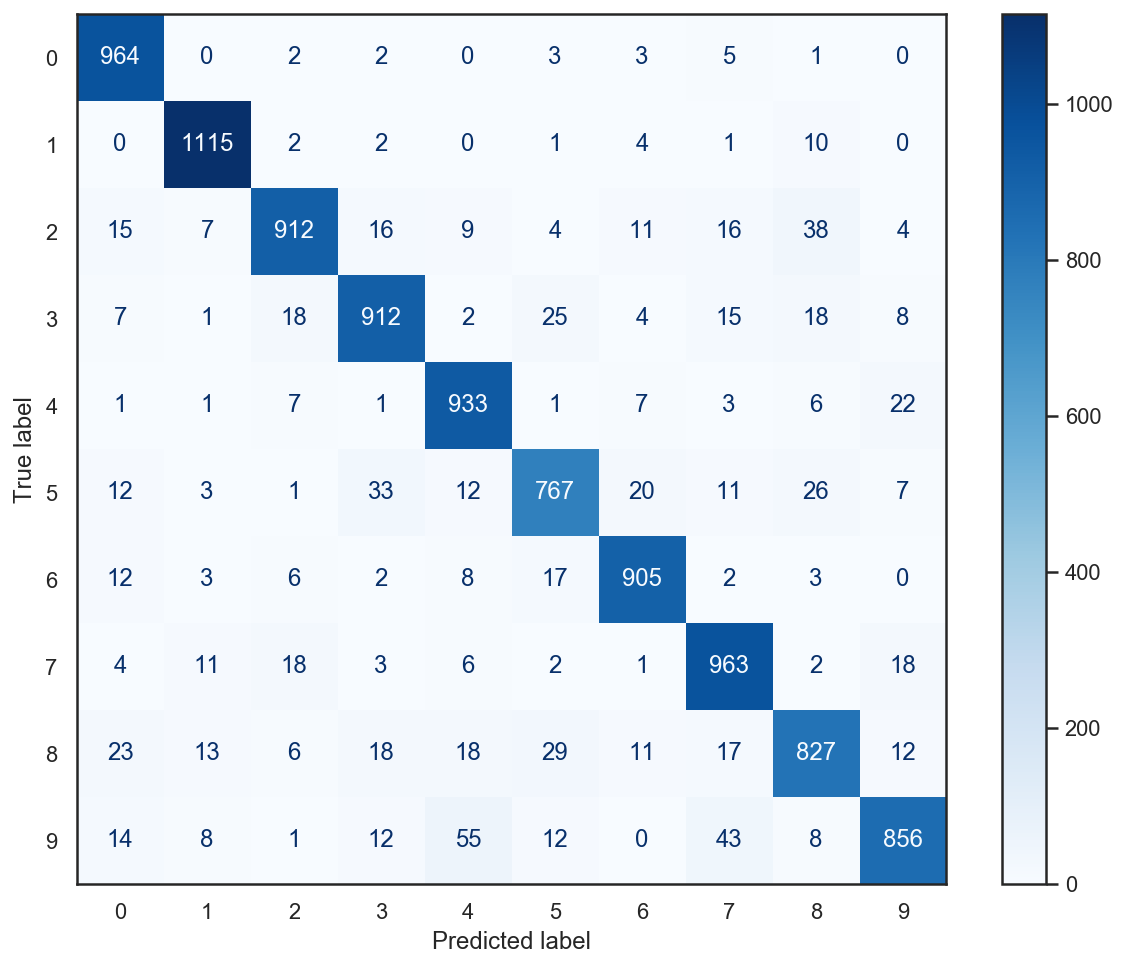 0 964 0 2 2 0 3 3 5 1 0
1 0 1115 2 2 0 1 4 1 10 0
2 15 7 912 16 9 4 11 16 38 4
3 7 1 18 912 2 25 4 15 18 8
4 1 1 7 1 933 1 7 3 6 22
5 12 3 1 33 12 767 20 11 26 7
6 12 3 6 2 8 17 905 2 3 0
7 4 11 18 3 6 2 1 963 2 18
8 23 13 6 18 18 29 11 17 827 12
9 14 8 1 12 55 12 0 43 8 856
0 1 2 3 4 5 6 7 8 9
Predicted label
True label
1000
800
600
400
200
0